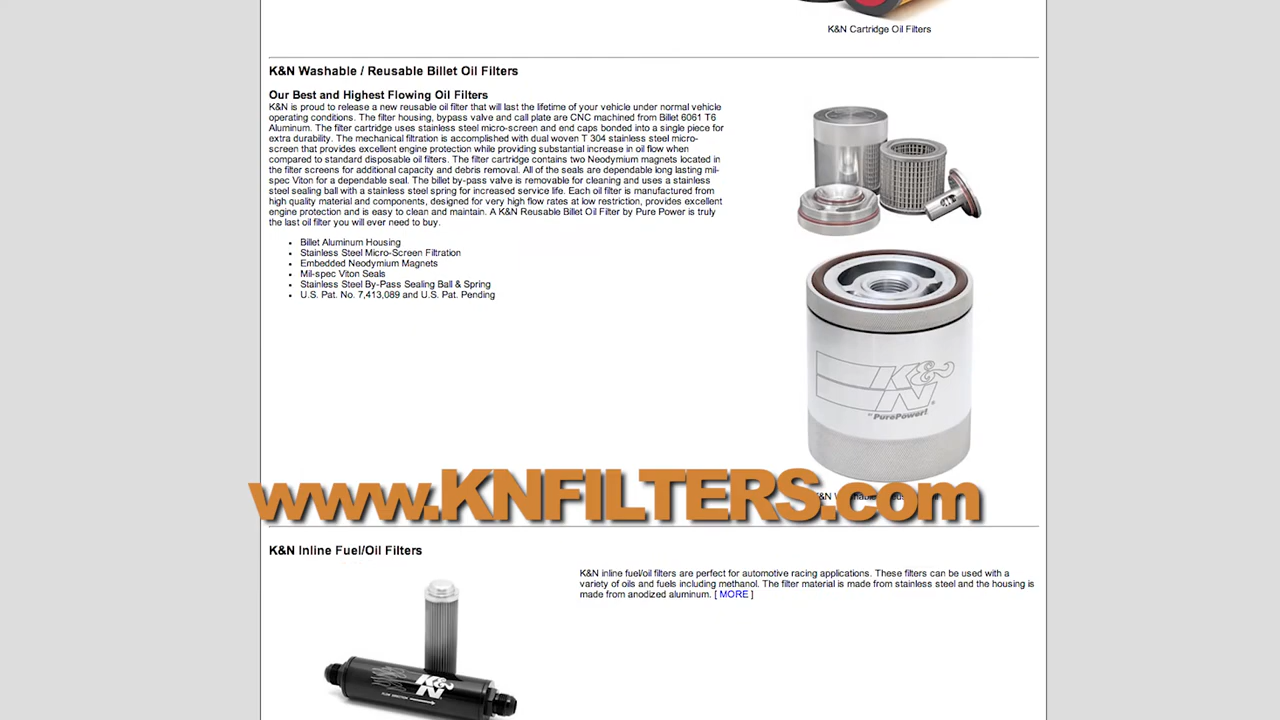 K&N Cartridge Oil Filters
K&N Washable / Reusable Billet Oil Filters
Our Best and Highest Flowing Oil Filters
K&N is proud to release a new reusable oil filter that will last the lifetime of your vehicle under normal vehicle
operating conditions. The filter housing, bypass valve and call plate are CNC machined from Billet 6061 T6
Aluminum. The filter cartridge uses stainless steel micro-screen and end caps bonded into a single piece for
extra durability. The mechanical filtration is accomplished with dual woven T 304 stainless steel micro-
screen that provides excellent engine protection while providing substantial increase in oil flow when
compared to standard disposable oil filters. The filter cartridge contains two Neodymium magnets located in
the filter screens for additional capacity and debris removal. All of the seals are dependable long lasting mil-
spec Viton for a dependable seal. The billet by-pass valve is removable for cleaning and uses a stainless
steel sealing ball with a stainless steel spring for increased service life. Each oil filter is manufactured from
high quality material and components, designed for very high flow rates at low restriction, provides excellent
engine protection and is easy to clean and maintain. A K&N Reusable Billet Oil Filter by Pure Power is truly
the last oil filter you will ever need to buy.
• Billet Aluminum Housing
• Stainless Steel Micro-Screen Filtration
• Embedded Neodymium Magnets
• Mil-spec Viton Seals
• Stainless Steel By-Pass Sealing Ball & Spring
• U.S. Pat. No. 7,413,089 and U.S. Pat. Pending
K&N
by PurePower!
www.KNFILTERS.com
K&N Inline Fuel/Oil Filters
K&N inline fuel/oil filters are perfect for automotive racing applications. These filters can be used with a
variety of oils and fuels including methanol. The filter material is made from stainless steel and the housing is
made from anodized aluminum. [ MORE ]
K&N
FLOW DIRECTION